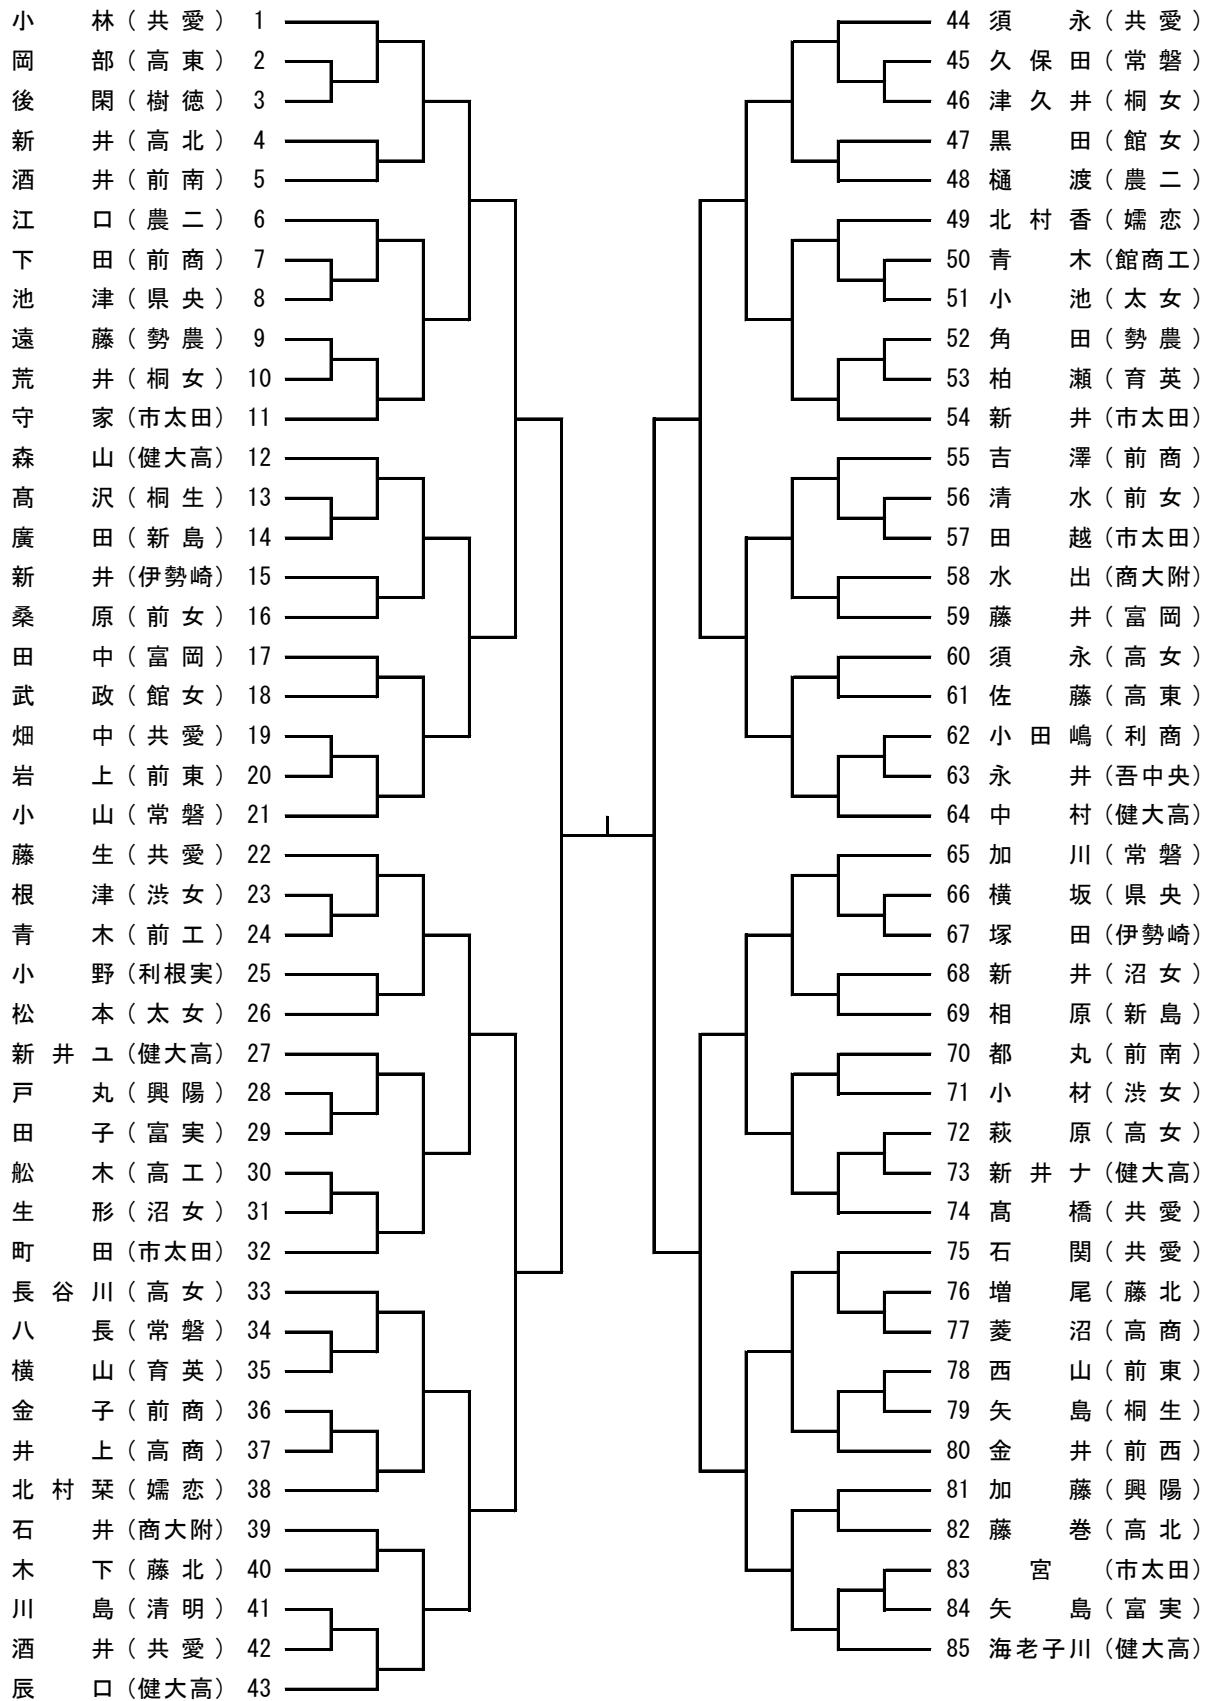 小林（共愛） 1
岡部（高東） 2
後閑（樹徳） 3
新井（高北） 4
酒井（前南） 5
江口（農二） 6
下田（前商） 7
池津（県央） 8
遠藤（勢農） 9
荒井（桐女） 10
守家（市太田） 11
森山（健大高） 12
髙沢（桐生） 13
廣田（新島） 14
新井（伊勢崎） 15
桑原（前女） 16
田中（富岡） 17
武政（館女） 18
畑中（共愛） 19
岩上（前東） 20
小山（常磐） 21
藤生（共愛） 22
根津（渋女） 23
青木（前工） 24
小野（利根実） 25
松本（太女） 26
新井ユ（健大高） 27
戸丸（興陽） 28
田子（富実） 29
舩木（高工） 30
生形（沼女） 31
町田（市太田） 32
長谷川（高女） 33
八長（常磐） 34
横山（育英） 35
金子（前商） 36
井上（高商） 37
北村栞（嬬恋） 38
石井（商大附） 39
木下（藤北） 40
川島（清明） 41
酒井（共愛） 42
辰口（健大高） 43
44 須永（共愛）
45 久保田（常磐）
46 津久井（桐女）
47 黒田（館女）
48 樋渡（農二）
49 北村香（嬬恋）
50 青木（館商工）
51 小池（太女）
52 角田（勢農）
53 柏瀬（育英）
54 新井（市太田）
55 吉澤（前商）
56 清水（前女）
57 田越（市太田）
58 水出（商大附）
59 藤井（富岡）
60 須永（高女）
61 佐藤（高東）
62 小田嶋（利商）
63 永井（吾中央）
64 中村（健大高）
65 加川（常磐）
66 横坂（県央）
67 塚田（伊勢崎）
68 新井（沼女）
69 相原（新島）
70 都丸（前南）
71 小材（渋女）
72 萩原（高女）
73 新井ナ（健大高）
74 髙橋（共愛）
75 石関（共愛）
76 増尾（藤北）
77 菱沼（高商）
78 西山（前東）
79 矢島（桐生）
80 金井（前西）
81 加藤（興陽）
82 藤巻（高北）
83 宮（市太田）
84 矢島（富実）
85 海老子川（健大高）